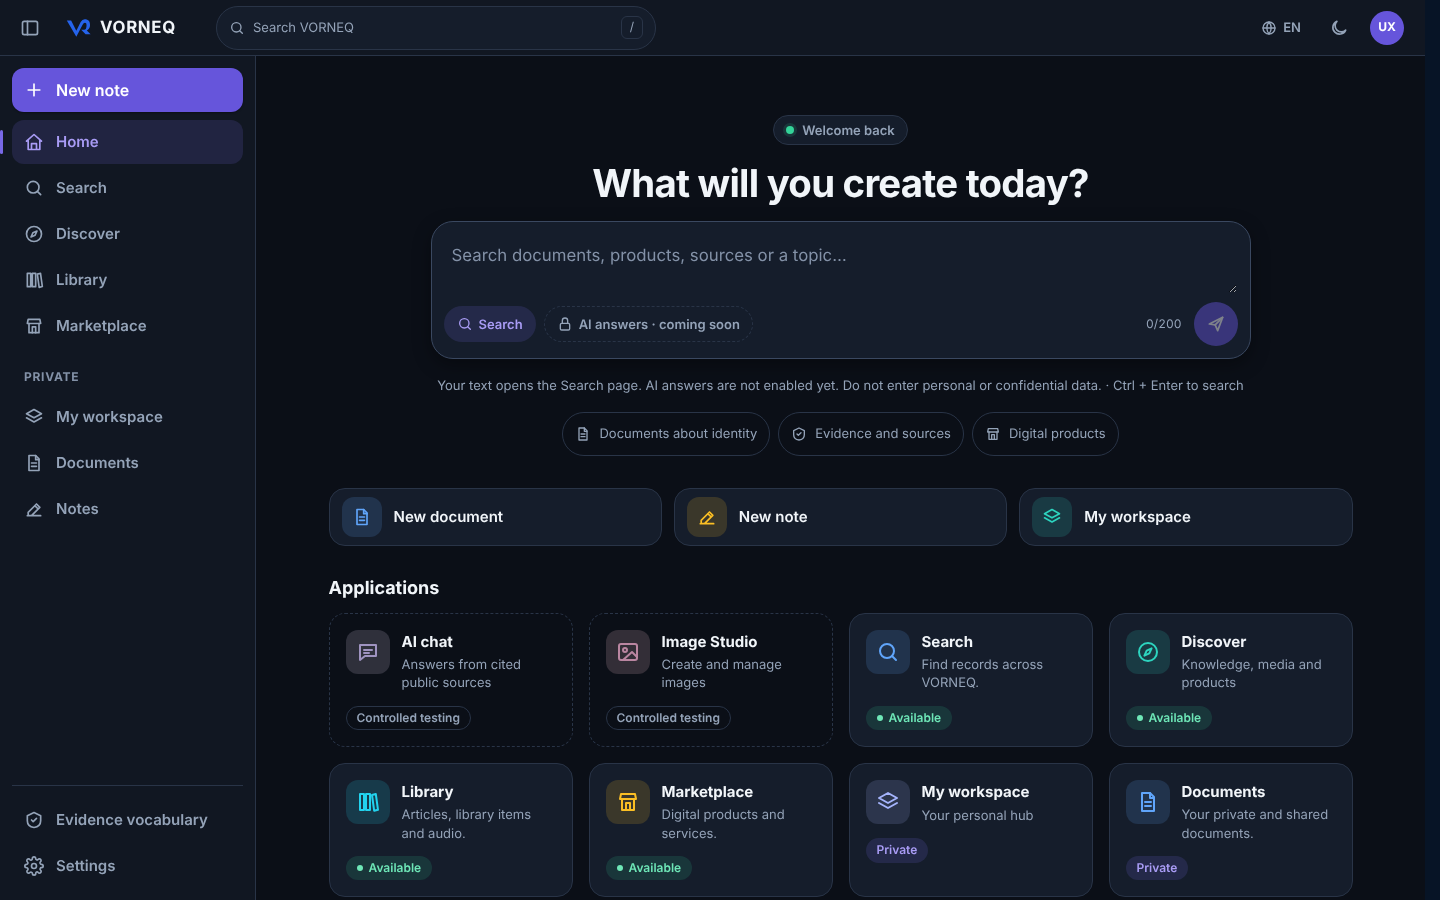 VORNEQ
Search VORNEQ
/
EN
UX
New note
Home
Search
Discover
Library
Marketplace
PRIVATE
My workspace
Documents
Notes
Evidence vocabulary
Settings
Welcome back
What will you create today?
Search documents, products, sources or a topic...
Search
AI answers · coming soon
0/200
Your text opens the Search page. AI answers are not enabled yet. Do not enter personal or confidential data. · Ctrl + Enter to search
Documents about identity
Evidence and sources
Digital products
New document
New note
My workspace
Applications
AI chat
Answers from cited
public sources
Controlled testing
Image Studio
Create and manage
images
Controlled testing
Search
Find records across
VORNEQ.
Available
Discover
Knowledge, media and
products
Available
Library
Articles, library items
and audio.
Available
Marketplace
Digital products and
services.
Available
My workspace
Your personal hub
Private
Documents
Your private and shared
documents.
Private